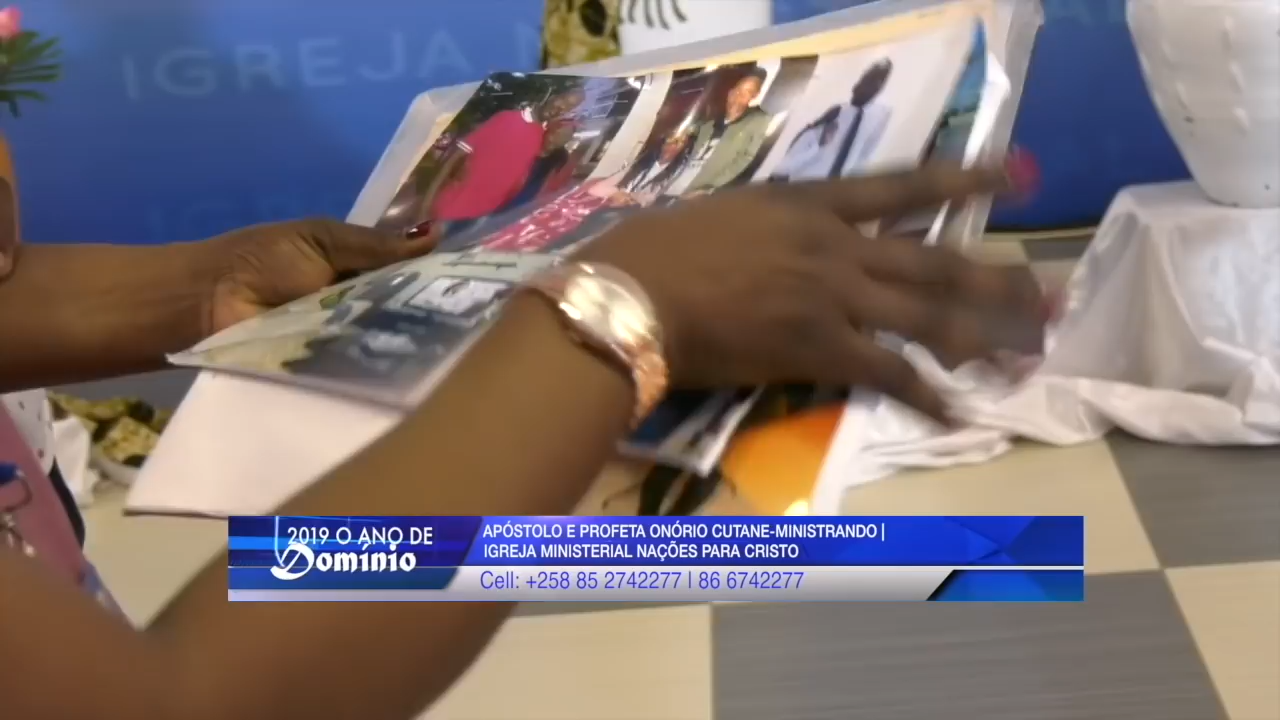 IGREJA
2019 O ANO DE
Domínio
APÓSTOLO E PROFETA ONÓRIO CUTANE-MINISTRANDO |
IGREJA MINISTERIAL NAÇÕES PARA CRISTO
Cell: +258 85 2742277 | 86 6742277